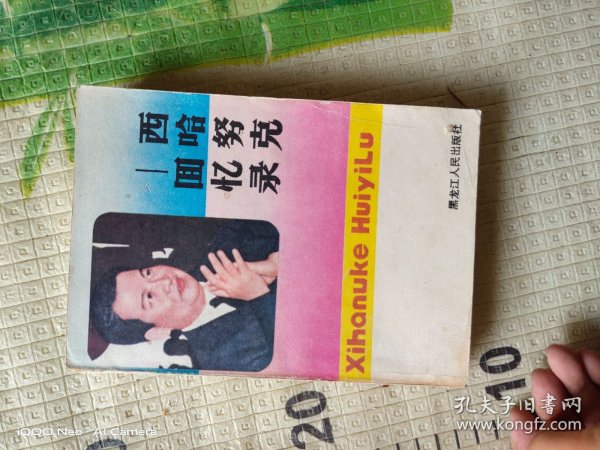 西哈努克
—回忆录
Xihanuke HuiyiLu
黑龙江人民出版社
20
10
iQOO Neo · AI Camera
孔夫子旧书网
www.kongfz.com